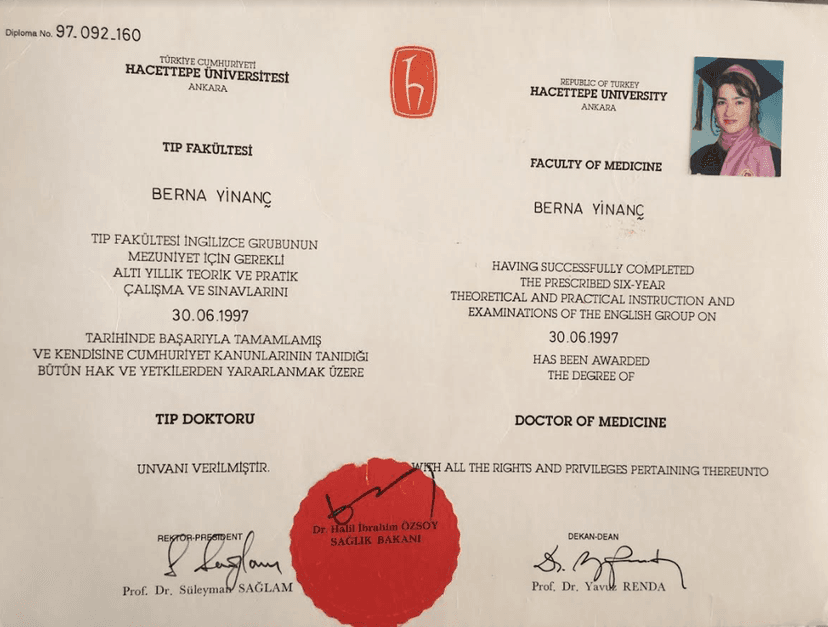 Diploma No. 97-092-160
TÜRKİYE CUMHURİYETİ
HACETTEPE ÜNİVERSİTESİ
ANKARA
TIP FAKÜLTESİ
BERNA YİNANÇ
TIP FAKÜLTESİ İNGİLİZCE GRUBUNUN
MEZUNİYET İÇİN GEREKLİ
ALTI YILLIK TEORİK VE PRATİK
ÇALIŞMA VE SINAVLARINI
30.06.1997
TARİHİNDE BAŞARIYLA TAMAMLAMIŞ
VE KENDİSİNE CUMHURİYET KANUNLARININ TANIDIĞI
BÜTÜN HAK VE YETKİLERDEN YARARLANMAK ÜZERE
TIP DOKTORU
UNVANI VERİLMİŞTİR.
REKTÖR-PRESIDENT
Prof. Dr. Süleyman SAĞLAM
REPUBLIC OF TURKEY
HACETTEPE UNIVERSITY
ANKARA
FACULTY OF MEDICINE
BERNA YİNANÇ
HAVING SUCCESSFULLY COMPLETED
THE PRESCRIBED SIX-YEAR
THEORETICAL AND PRACTICAL INSTRUCTION AND
EXAMINATIONS OF THE ENGLISH GROUP ON
30.06.1997
HAS BEEN AWARDED
THE DEGREE OF
DOCTOR OF MEDICINE
WITH ALL THE RIGHTS AND PRIVILEGES PERTAINING THEREUNTO
Dr. Halil İbrahim ÖZSOY
SAĞLIK BAKANI
DEKAN-DEAN
Prof. Dr. Yavuz RENDA